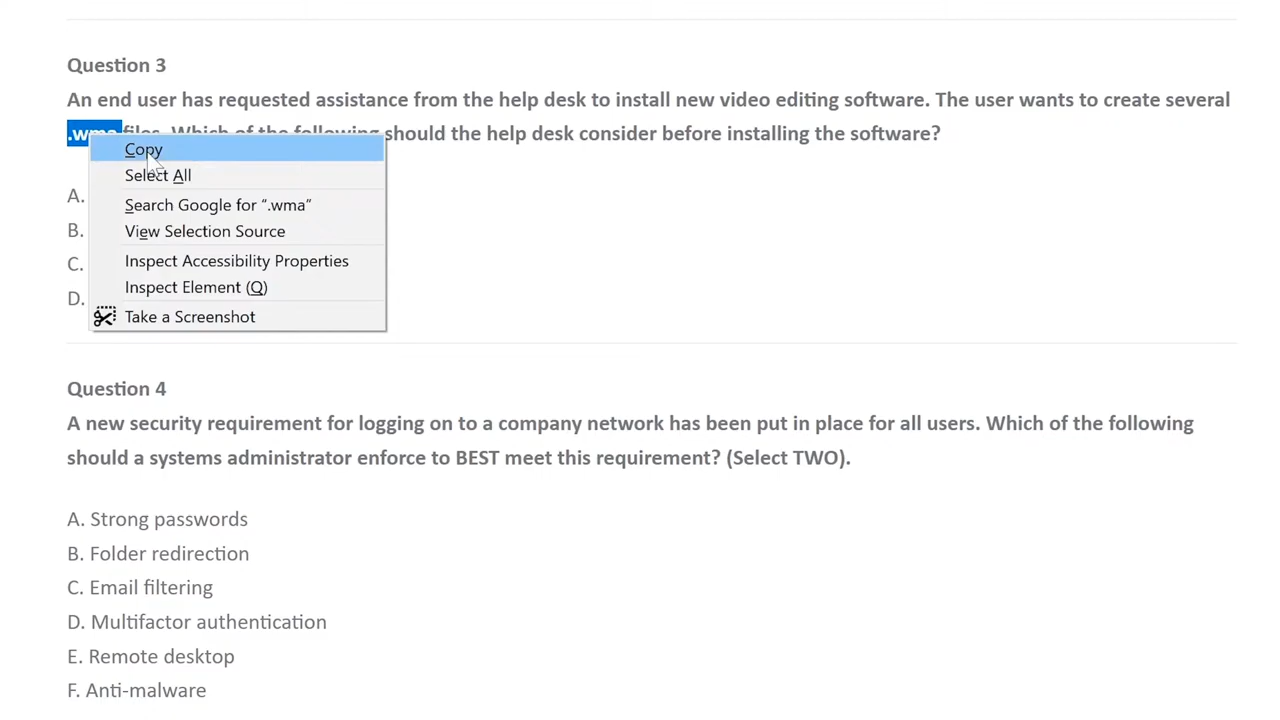 Question 3
An end user has requested assistance from the help desk to install new video editing software. The user wants to create several
.wma files. Which of the following should the help desk consider before installing the software?
Copy
Select All
Search Google for “.wma”
View Selection Source
Inspect Accessibility Properties
Inspect Element (Q)
Take a Screenshot
A.
B.
C.
D.
Question 4
A new security requirement for logging on to a company network has been put in place for all users. Which of the following
should a systems administrator enforce to BEST meet this requirement? (Select TWO).
A. Strong passwords
B. Folder redirection
C. Email filtering
D. Multifactor authentication
E. Remote desktop
F. Anti-malware